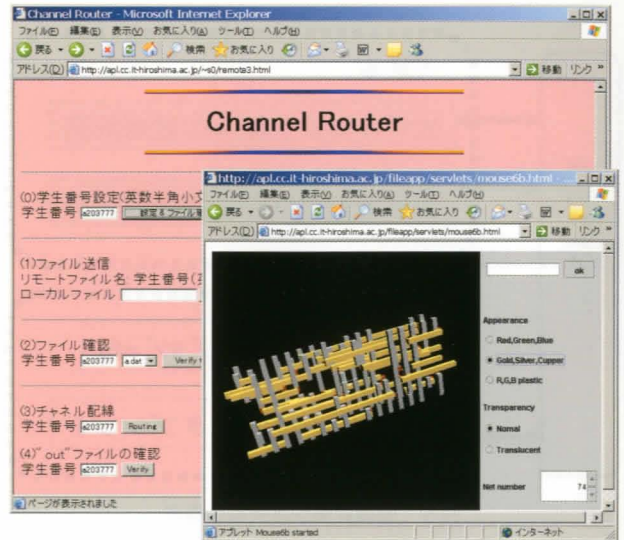 Channel Router - Microsoft Internet Explorer
ファイル(F) 編集(E) 表示(V) お気に入り(A) ツール(T) ヘルプ(H)
戻る 検索 お気に入り
アドレス(D) http://apl.cc.it-hiroshima.ac.jp/~s0/remote3.html 移動 リンク »
Channel Router
(0)学生番号設定(英数半角小文
学生番号 a203777
(1)ファイル送信
リモートファイル名 学生番号(英
ローカルファイル
(2)ファイル確認
学生番号 a203777 a.dat Verify
(3)チャネル配線
学生番号 a203777 Routing
(4)"out"ファイルの確認
学生番号 a203777 Verify
ページが表示されました
http://apl.cc.it-hiroshima.ac.jp/fileapp/servlets/mouse6b.html - ...
ファイル(F) 編集(E) 表示(V) お気に入り(A) ツール(T) ヘルプ(H)
戻る 検索 お気に入り
アドレス(D) http://apl.cc.it-hiroshima.ac.jp/fileapp/servlets/mouse6b.html 移動 リンク »
ok
Appearance
Red,Green,Blue
Gold,Silver,Cupper
R,G,B plastic
Transparency
Nomal
Translucent
Net number 74
アプレット Mouse6b started インターネット